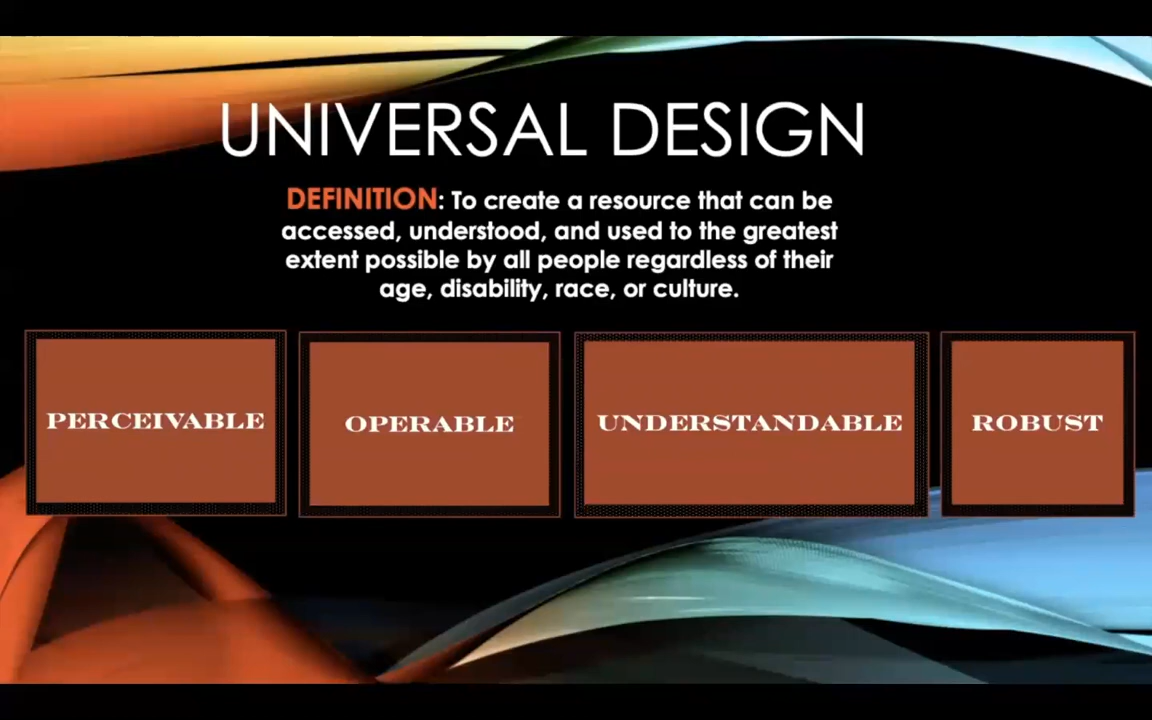 UNIVERSAL DESIGN
DEFINITION: To create a resource that can be
accessed, understood, and used to the greatest
extent possible by all people regardless of their
age, disability, race, or culture.
PERCEIVABLE
OPERABLE
UNDERSTANDABLE
ROBUST